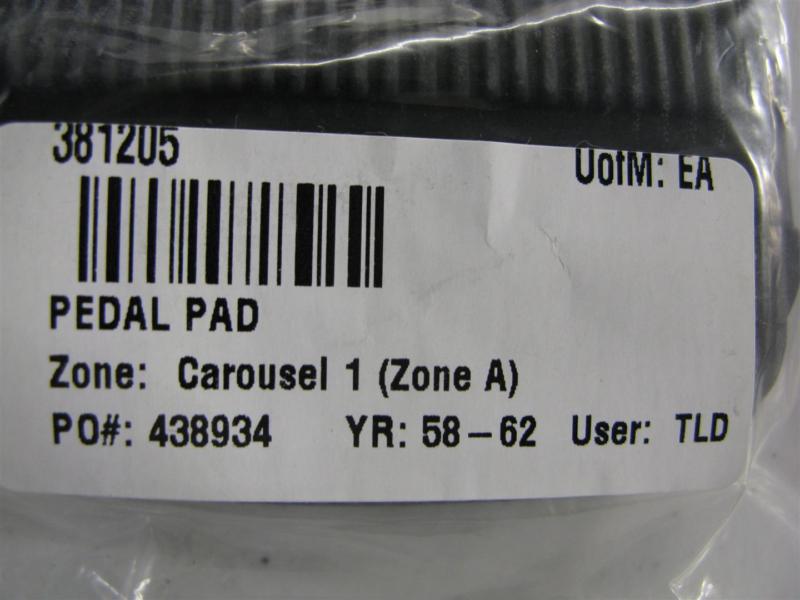 381205 UofM: EA
PEDAL PAD
Zone: Carousel 1 (Zone A)
PO#: 438934 YR: 58-62 User: TLD